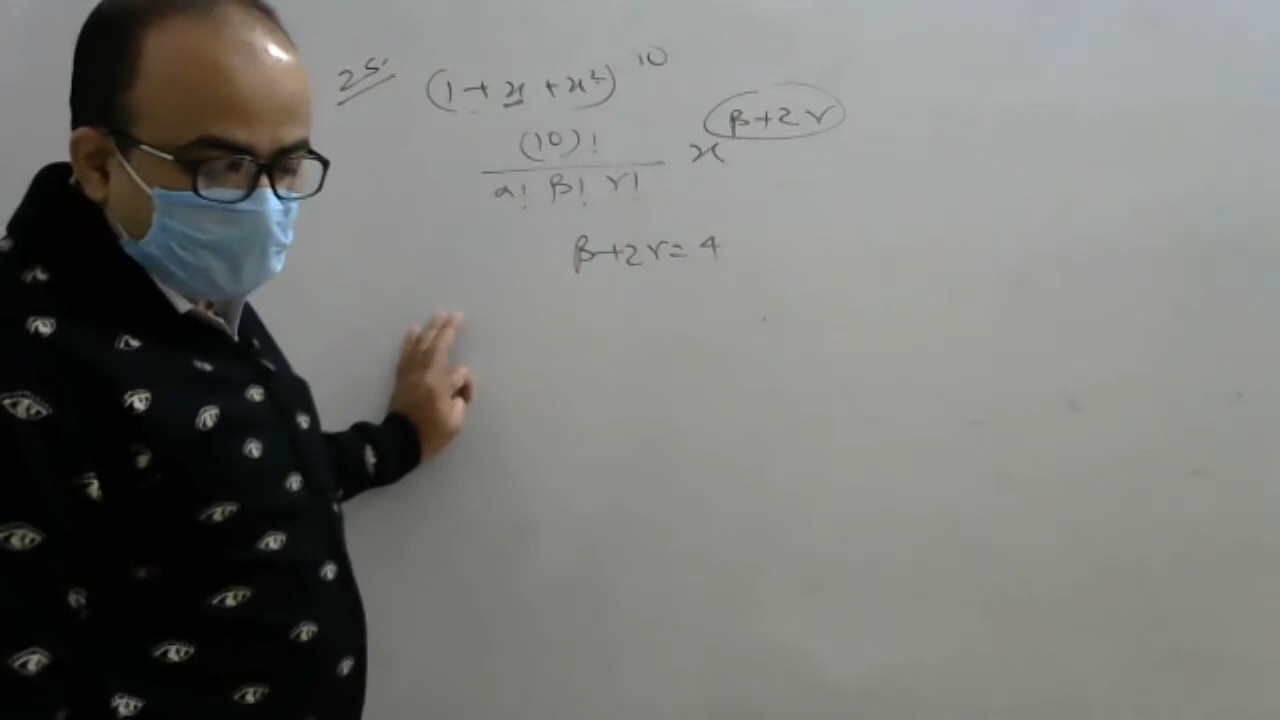 25. (1+x+x²)¹⁰
(10)!
α! β! γ!
x^(β+2γ)
β+2γ=4